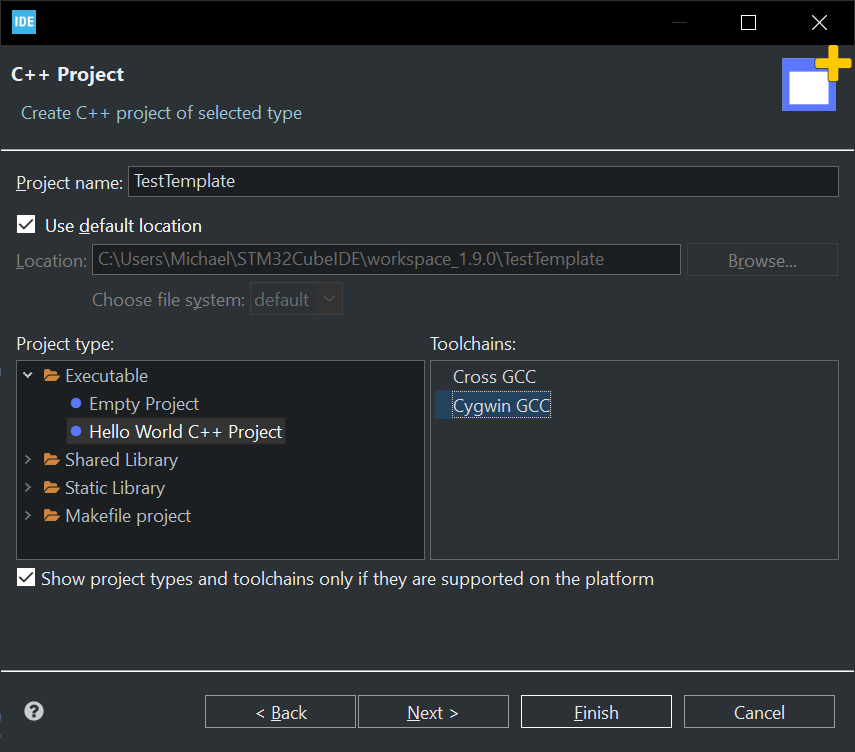 IDE
C++ Project
Create C++ project of selected type
Project name: TestTemplate
Use default location
Location: C:\Users\Michael\STM32CubeIDE\workspace_1.9.0\TestTemplate Browse...
Choose file system: default
Project type: Toolchains:
Executable Cross GCC
Empty Project Cygwin GCC
Hello World C++ Project
Shared Library
Static Library
Makefile project
Show project types and toolchains only if they are supported on the platform
? < Back Next > Finish Cancel